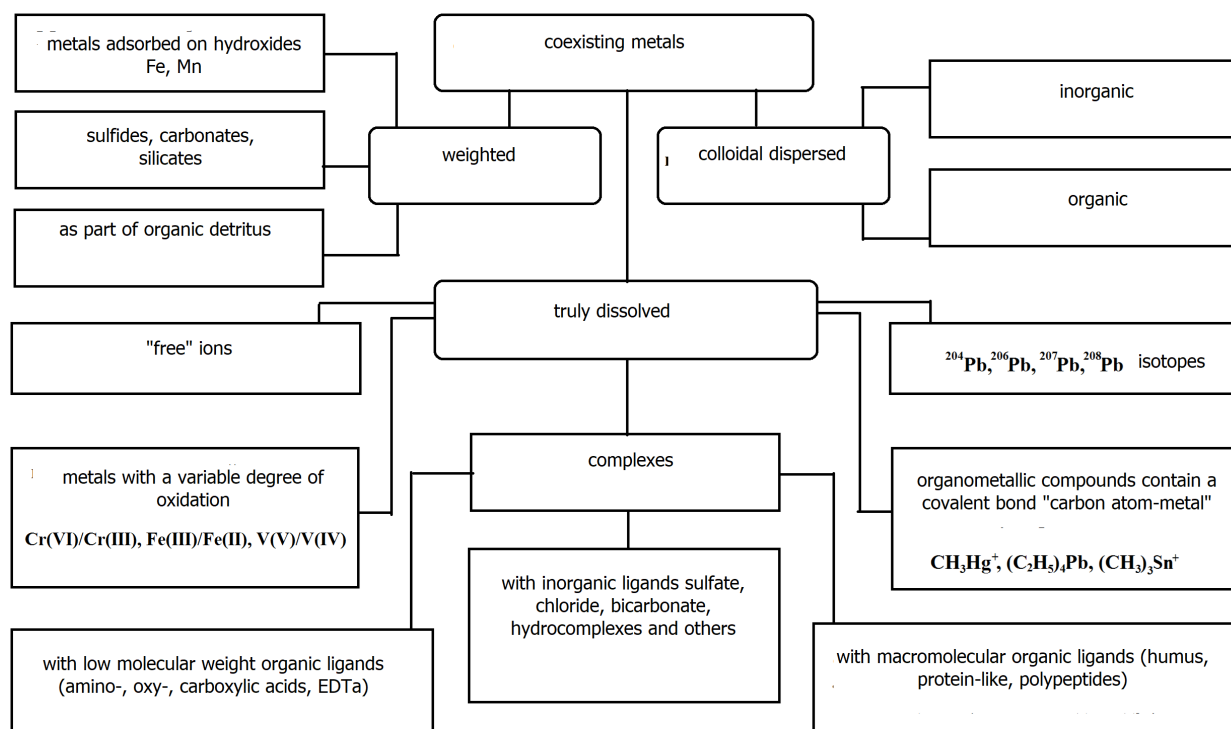 metals adsorbed on hydroxides
Fe, Mn
coexisting metals
inorganic
sulfides, carbonates,
silicates
weighted
colloidal dispersed
organic
as part of organic detritus
truly dissolved
"free" ions
²⁰⁴Pb,²⁰⁶Pb, ²⁰⁷Pb,²⁰⁸Pb isotopes
complexes
metals with a variable degree of
oxidation
Cr(VI)/Cr(III), Fe(III)/Fe(II), V(V)/V(IV)
organometallic compounds contain a
covalent bond "carbon atom-metal"
CH₃Hg⁺, (C₂H₅)₄Pb, (CH₃)₃Sn⁺
with inorganic ligands sulfate,
chloride, bicarbonate,
hydrocomplexes and others
with low molecular weight organic ligands
(amino-, oxy-, carboxylic acids, EDTa)
with macromolecular organic ligands (humus,
protein-like, polypeptides)